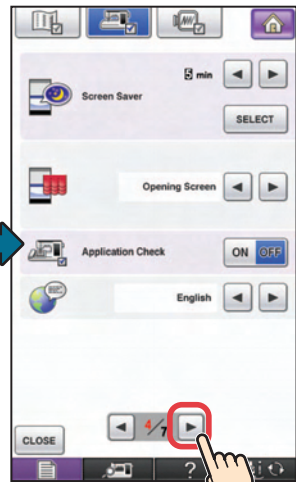 5 min
Screen Saver
SELECT
Opening Screen
Application Check
ON OFF
English
4/7
CLOSE
?